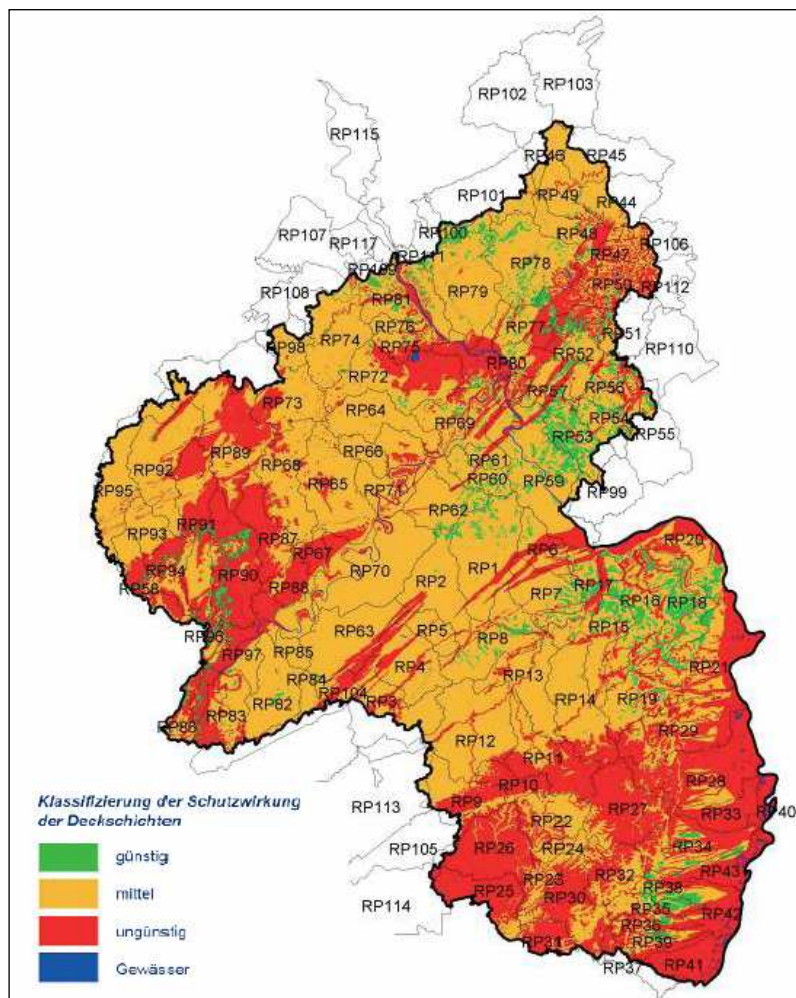 RP103
RP102
RP115
RP46
RP45
RP101
RP49
RP44
RP107
RP100
RP48
RP106
RP117
RP111
RP78
RP47
RP109
RP50
RP112
RP108
RP81
RP79
RP76
RP77
RP51
RP98
RP74
RP75
RP52
RP110
RP80
RP72
RP56
RP57
RP73
RP64
RP54
RP69
RP53
RP55
RP89
RP66
RP92
RP68
RP61
RP65
RP60
RP59
RP95
RP71
RP99
RP62
RP93
RP91
RP87
RP67
RP6
RP20
RP94
RP70
RP1
RP17
RP90
RP2
RP7
RP16
RP18
RP58
RP88
RP15
RP96
RP63
RP5
RP8
RP97
RP85
RP4
RP21
RP84
RP13
RP104
RP3
RP14
RP19
RP86
RP83
RP82
RP29
RP12
RP11
RP28
RP10
RP113
RP9
RP27
RP33
RP40
RP22
RP105
RP26
RP24
RP34
RP43
RP23
RP32
RP38
RP25
RP30
RP114
RP35
RP42
RP36
RP31
RP39
RP37
RP41
Klassifizierung der Schutzwirkung
der Deckschichten
günstig
mittel
ungünstig
Gewässer